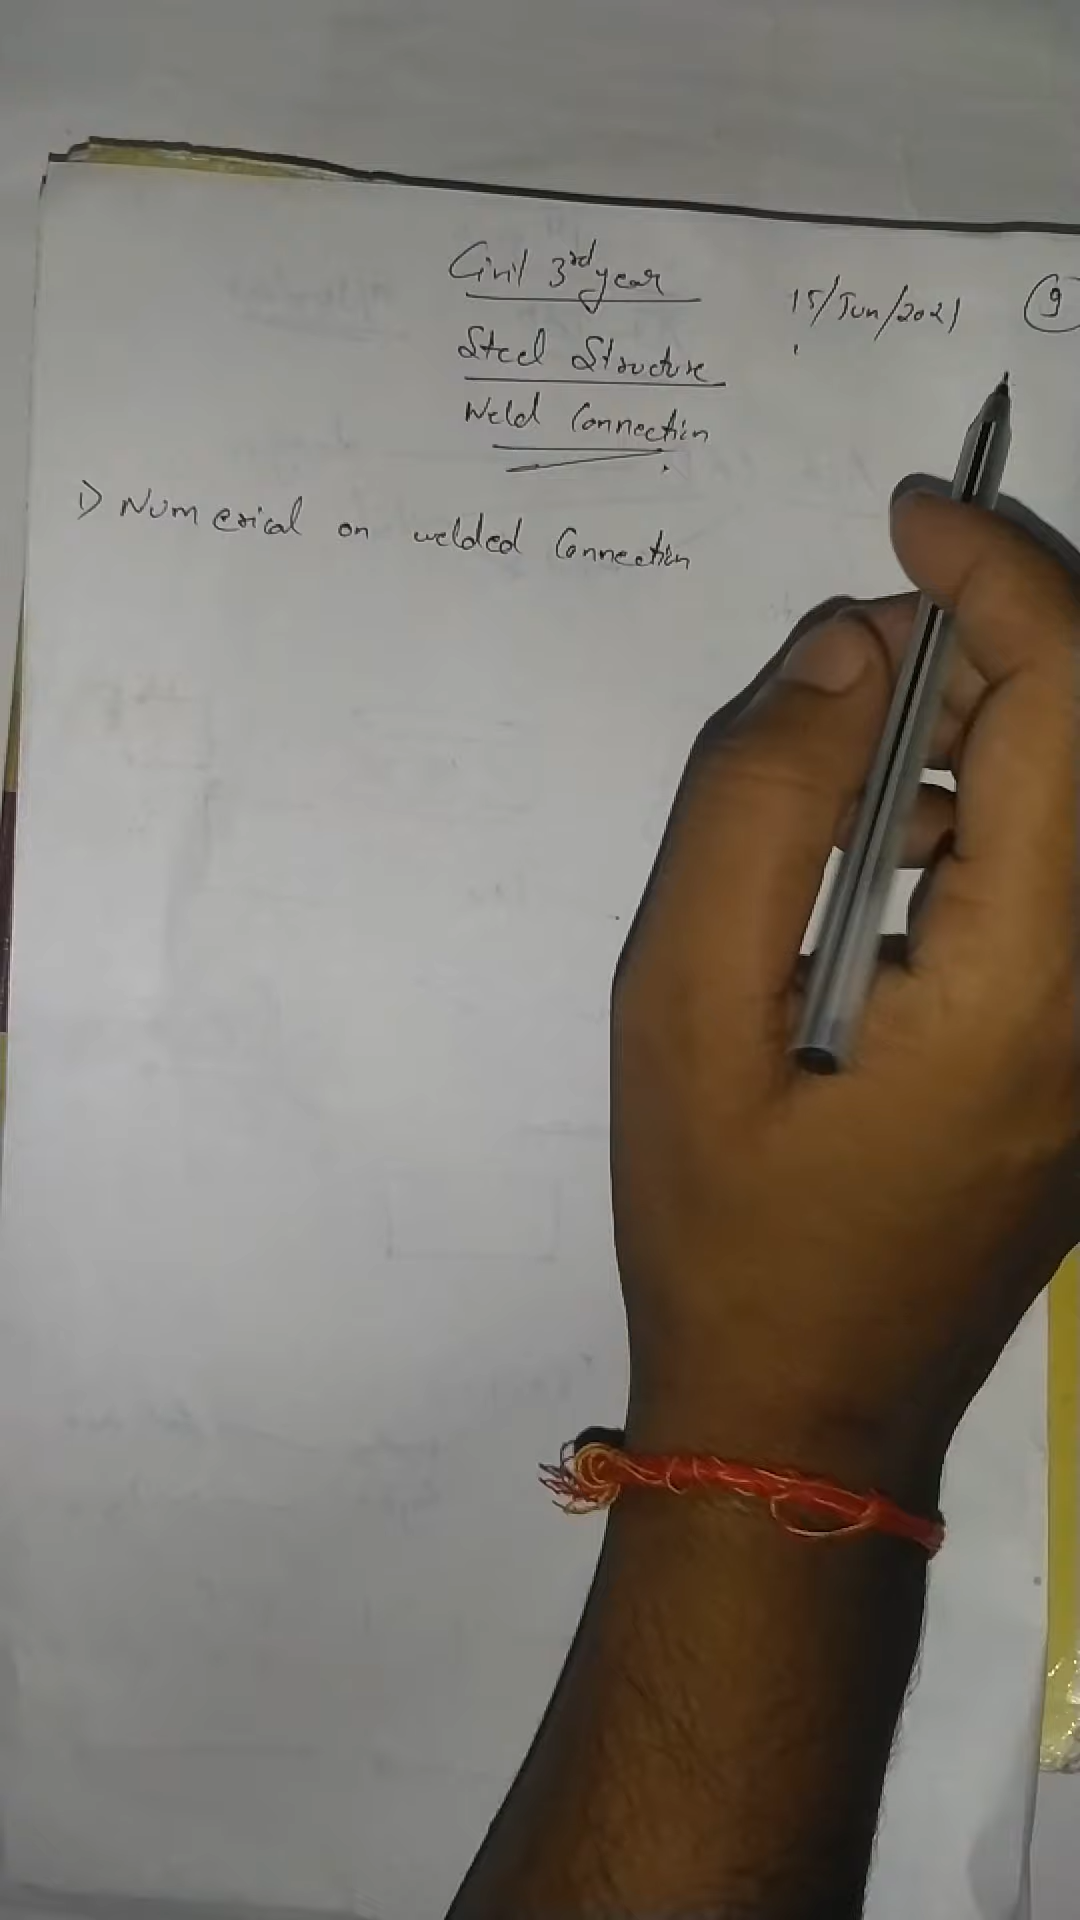 Civil 3rd year
15/Jun/2021
9
Steel Structure
Weld Connection
1) Numerical on welded Connection